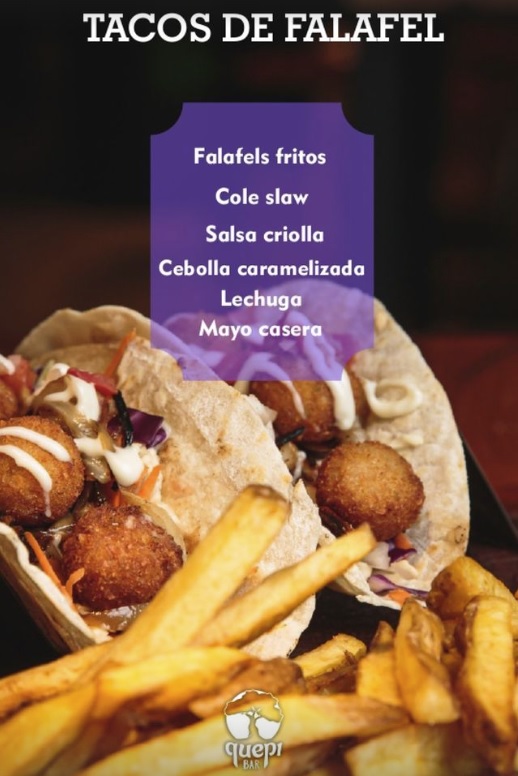 TACOS DE FALAFEL
Falafels fritos
Cole slaw
Salsa criolla
Cebolla caramelizada
Lechuga
Mayo casera
quepi
BAR